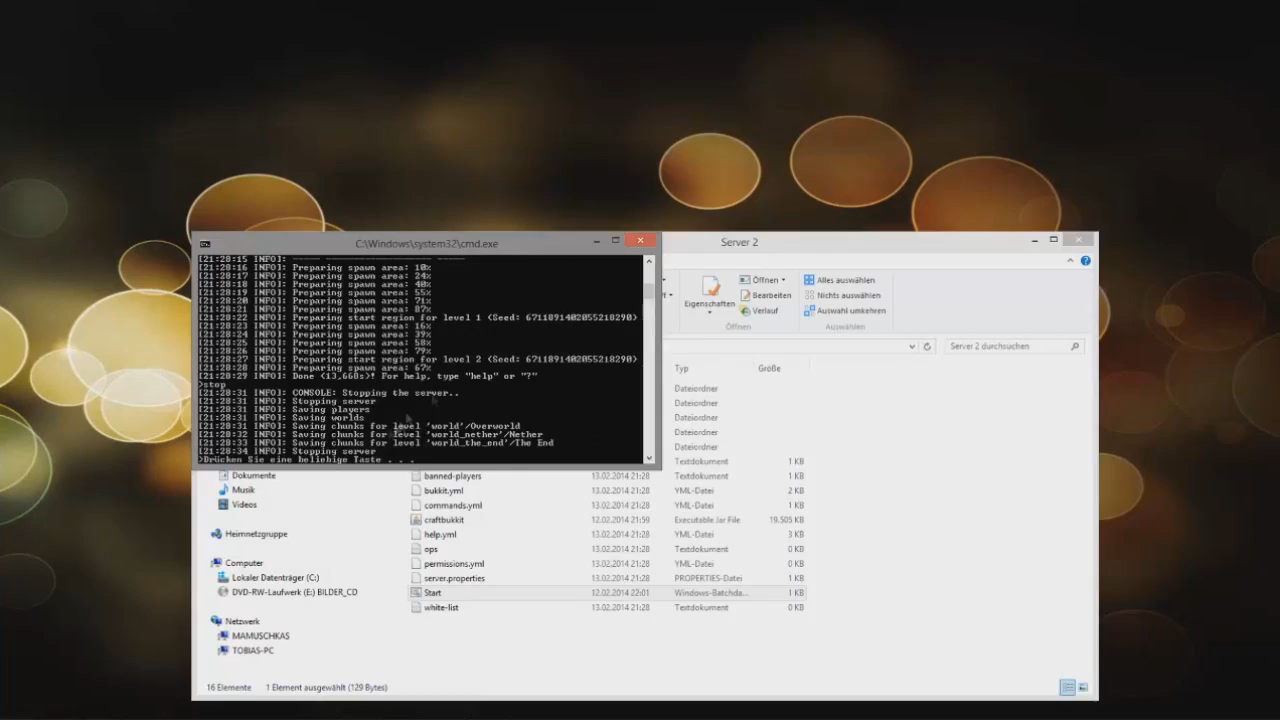 C:\Windows\system32\cmd.exe
[21:28:15 INFO]: ----- --------------------- -----
[21:28:16 INFO]: Preparing spawn area: 10%
[21:28:17 INFO]: Preparing spawn area: 24%
[21:28:18 INFO]: Preparing spawn area: 40%
[21:28:19 INFO]: Preparing spawn area: 55%
[21:28:20 INFO]: Preparing spawn area: 71%
[21:28:21 INFO]: Preparing spawn area: 87%
[21:28:22 INFO]: Preparing start region for level 1 (Seed: 6711891402055218290)
[21:28:23 INFO]: Preparing spawn area: 16%
[21:28:24 INFO]: Preparing spawn area: 39%
[21:28:25 INFO]: Preparing spawn area: 58%
[21:28:26 INFO]: Preparing spawn area: 79%
[21:28:27 INFO]: Preparing start region for level 2 (Seed: 6711891402055218290)
[21:28:28 INFO]: Preparing spawn area: 67%
[21:28:29 INFO]: Done (13,668s)! For help, type "help" or "?"
>stop
[21:28:31 INFO]: CONSOLE: Stopping the server..
[21:28:31 INFO]: Stopping server
[21:28:31 INFO]: Saving players
[21:28:31 INFO]: Saving worlds
[21:28:31 INFO]: Saving chunks for level 'world'/Overworld
[21:28:32 INFO]: Saving chunks for level 'world_nether'/Nether
[21:28:32 INFO]: Saving chunks for level 'world_the_end'/The End
[21:28:34 INFO]: Stopping server
>Drücken Sie eine beliebige Taste . . .
Server 2
Eigenschaften
Öffnen
Bearbeiten
Verlauf
Öffnen
Alles auswählen
Nichts auswählen
Auswahl umkehren
Auswählen
Server 2 durchsuchen
Typ Größe
Dateiordner
Dateiordner
Dateiordner
Dateiordner
Dateiordner
Textdokument 1 KB
Dokumente
Musik
Videos
Heimnetzgruppe
Computer
Lokaler Datenträger (C:)
DVD-RW-Laufwerk (E:) BILDER_CD
Netzwerk
MAMUSCHKAS
TOBIAS-PC
banned-players 13.02.2014 21:28 Textdokument 1 KB
bukkit.yml 13.02.2014 21:28 YML-Datei 2 KB
commands.yml 13.02.2014 21:28 YML-Datei 1 KB
craftbukkit 12.02.2014 21:59 Executable Jar File 19.505 KB
help.yml 13.02.2014 21:28 YML-Datei 3 KB
ops 13.02.2014 21:28 Textdokument 0 KB
permissions.yml 13.02.2014 21:28 YML-Datei 0 KB
server.properties 13.02.2014 21:28 PROPERTIES-Datei 1 KB
Start 12.02.2014 22:01 Windows-Batchda... 1 KB
white-list 13.02.2014 21:28 Textdokument 0 KB
16 Elemente 1 Element ausgewählt (129 Bytes)